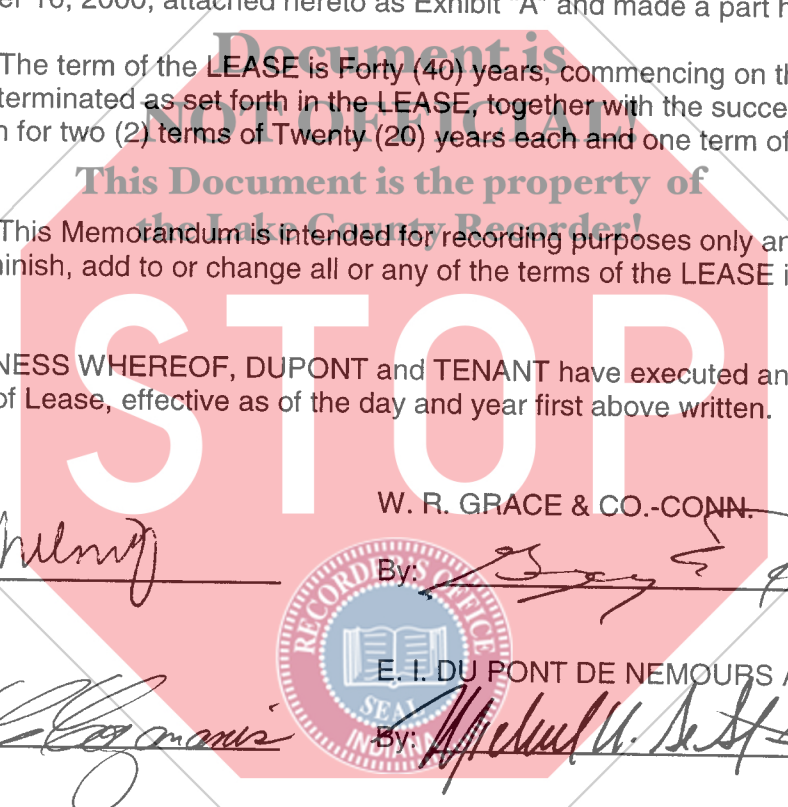 er 16, 2000, attached hereto as Exhibit "A" and made a part h
Document is
The term of the LEASE is Forty (40) years, commencing on th
terminated as set forth in the LEASE, together with the succe
NOT OFFICIAL!
n for two (2) terms of Twenty (20) years each and one term of
This Document is the property of
the Lake County Recorder!
This Memorandum is intended for recording purposes only an
inish, add to or change all or any of the terms of the LEASE i
STOP
NESS WHEREOF, DUPONT and TENANT have executed an
of Lease, effective as of the day and year first above written.
W. R. GRACE & CO.-CONN.
By:
RECORDER'S OFFICE
SEAL
INDIANA
E. I. DU PONT DE NEMOURS A
By: